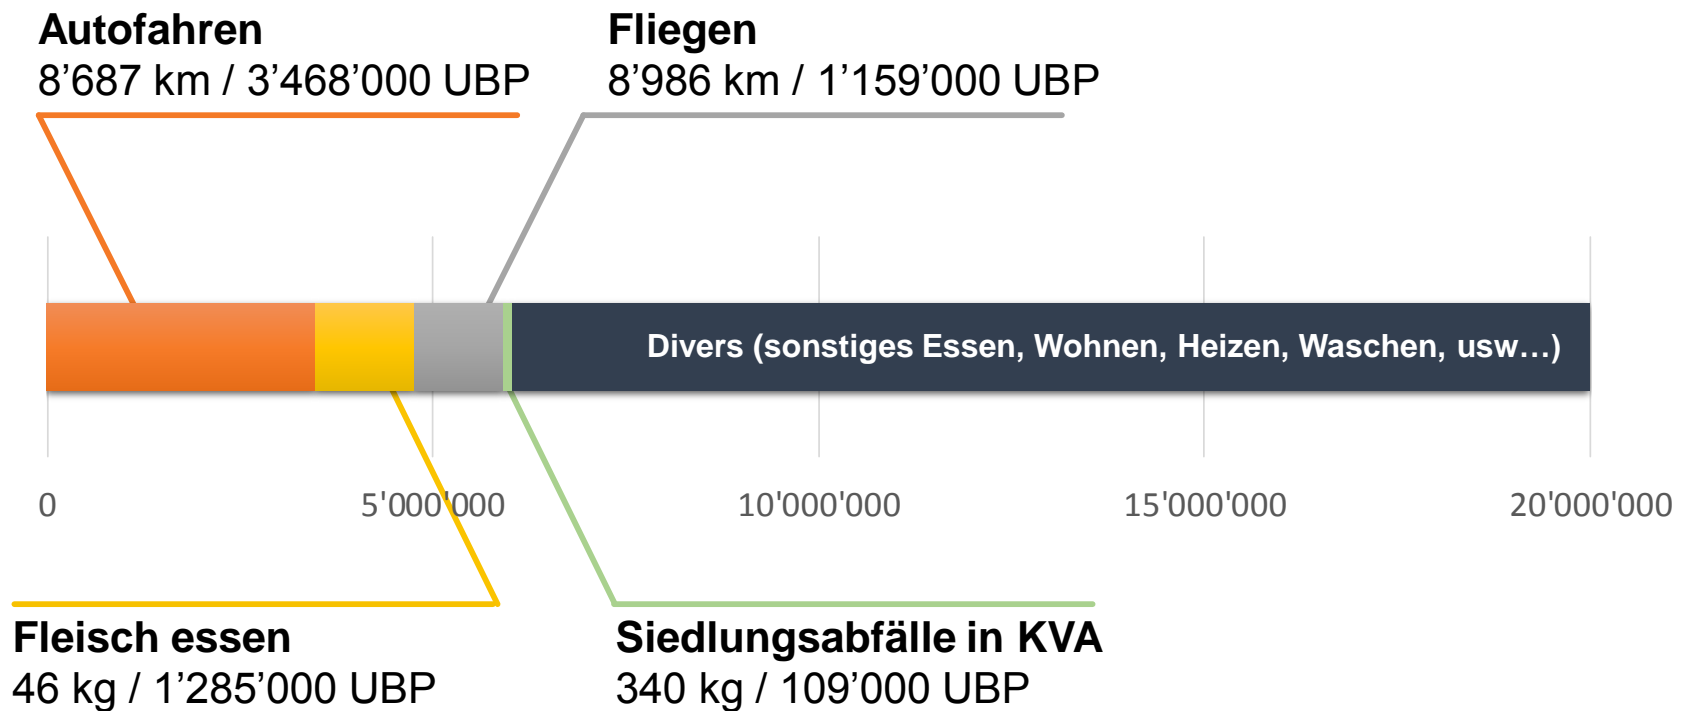 Autofahren
8’687 km / 3’468’000 UBP
Fliegen
8’986 km / 1’159’000 UBP
Divers (sonstiges Essen, Wohnen, Heizen, Waschen, usw…)
0
5'000'000
10'000'000
15'000'000
20'000'000
Fleisch essen
46 kg / 1’285’000 UBP
Siedlungsabfälle in KVA
340 kg / 109’000 UBP